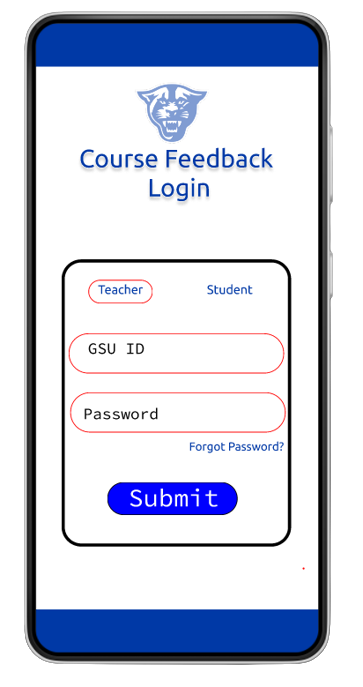 Course Feedback
Login
Teacher Student
GSU ID
Password
Forgot Password?
Submit